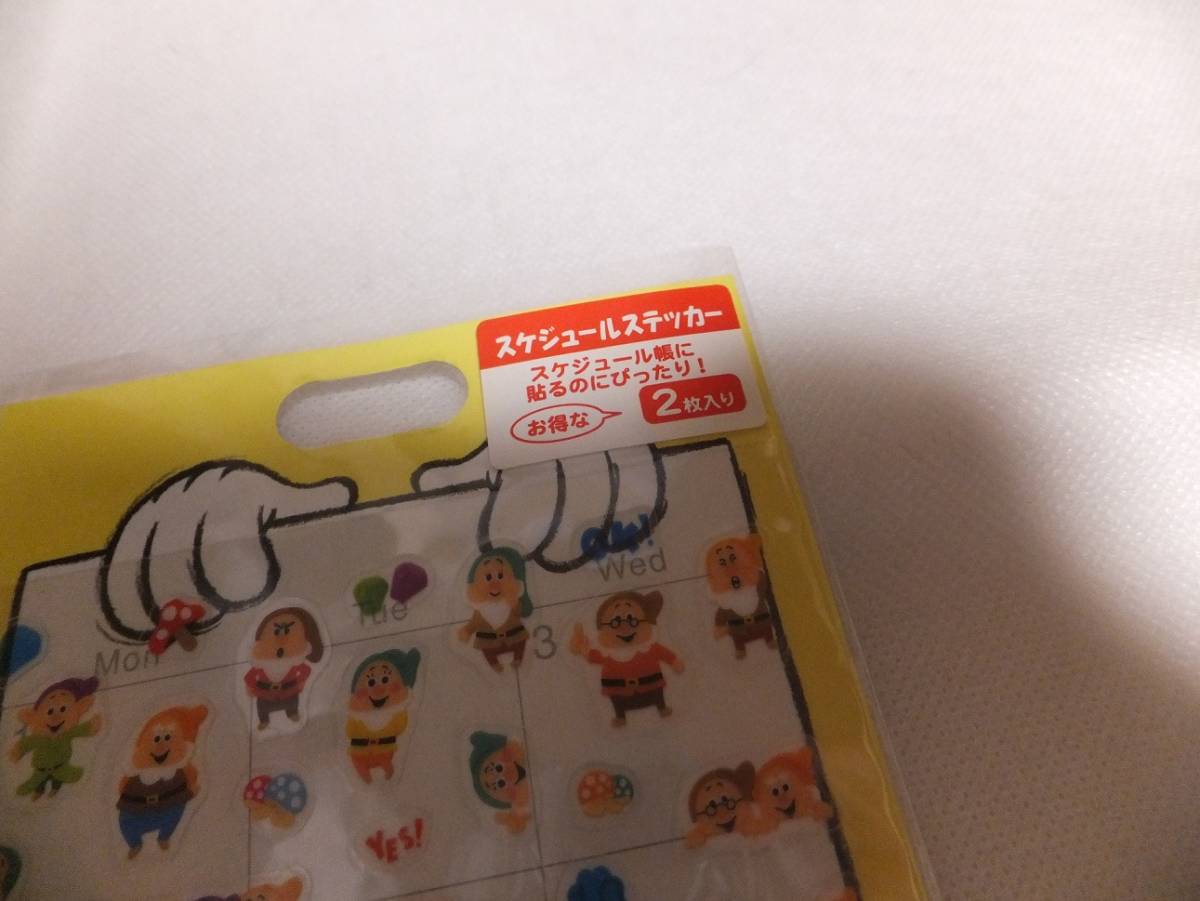 スケジュールステッカー
スケジュール帳に
貼るのにぴったり!
お得な
2枚入り
Wed
Tue
3
Mon
YES!